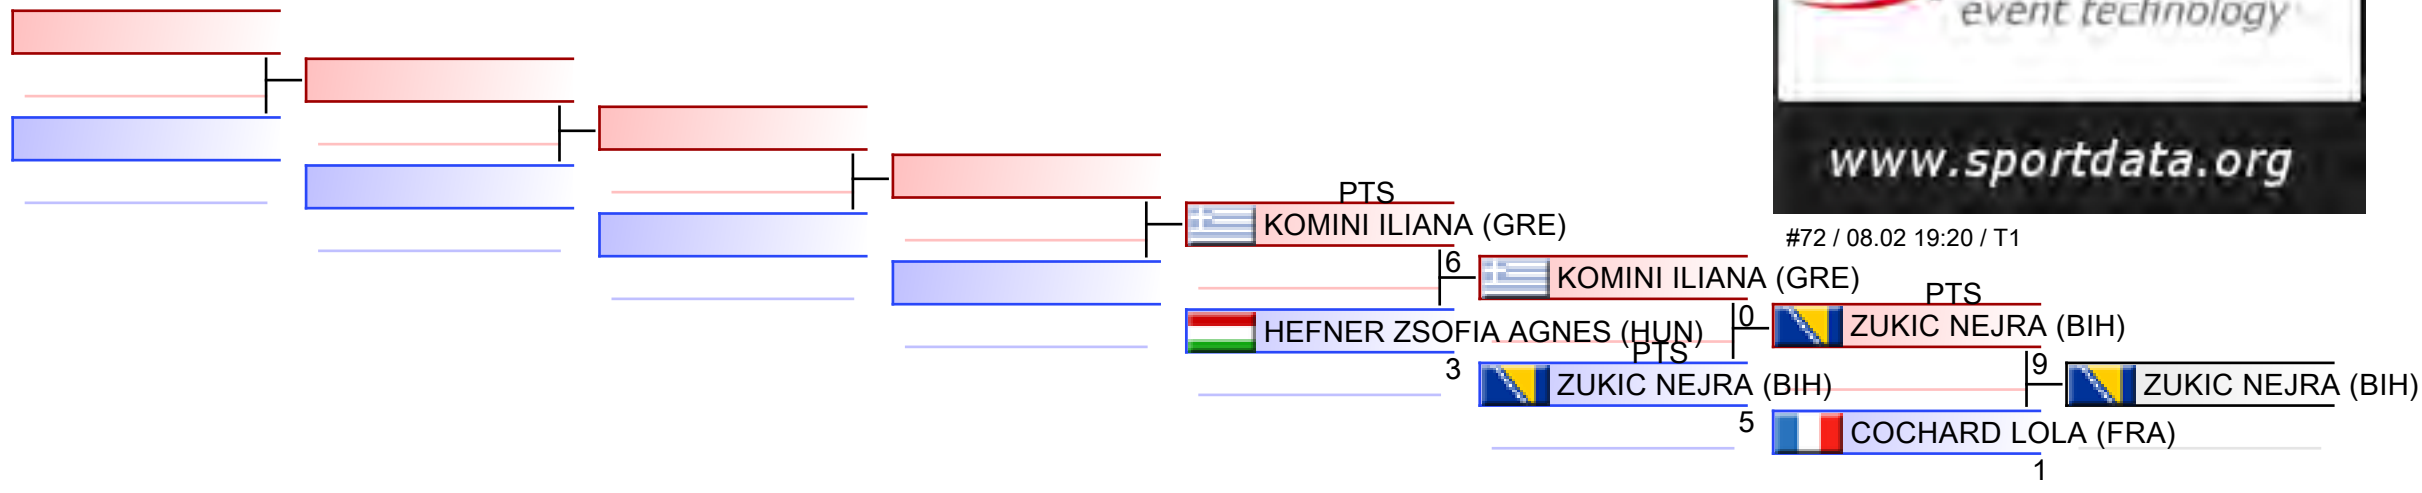 event technology
www.sportdata.org
#72 / 08.02 19:20 / T1
PTS
KOMINI ILIANA (GRE)
6
HEFNER ZSOFIA AGNES (HUN)
3
KOMINI ILIANA (GRE)
0
PTS
ZUKIC NEJRA (BIH)
5
PTS
ZUKIC NEJRA (BIH)
9
COCHARD LOLA (FRA)
1
ZUKIC NEJRA (BIH)